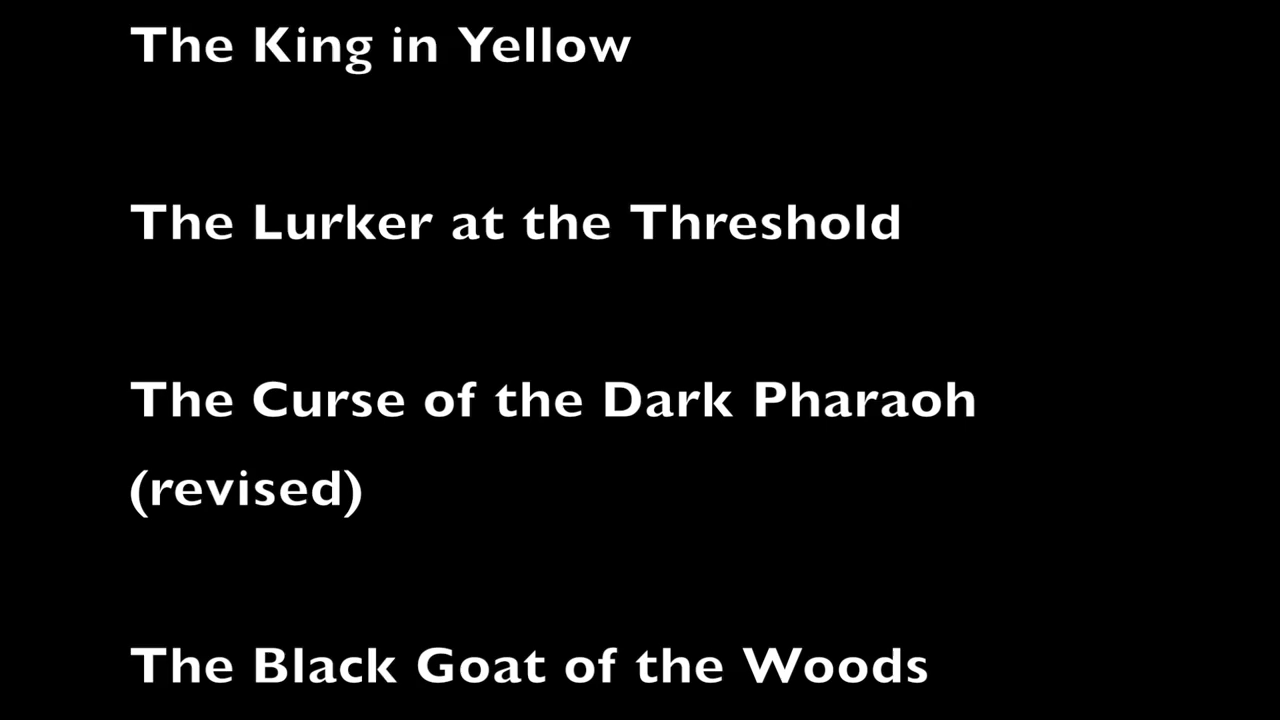 The King in Yellow
The Lurker at the Threshold
The Curse of the Dark Pharaoh
(revised)
The Black Goat of the Woods